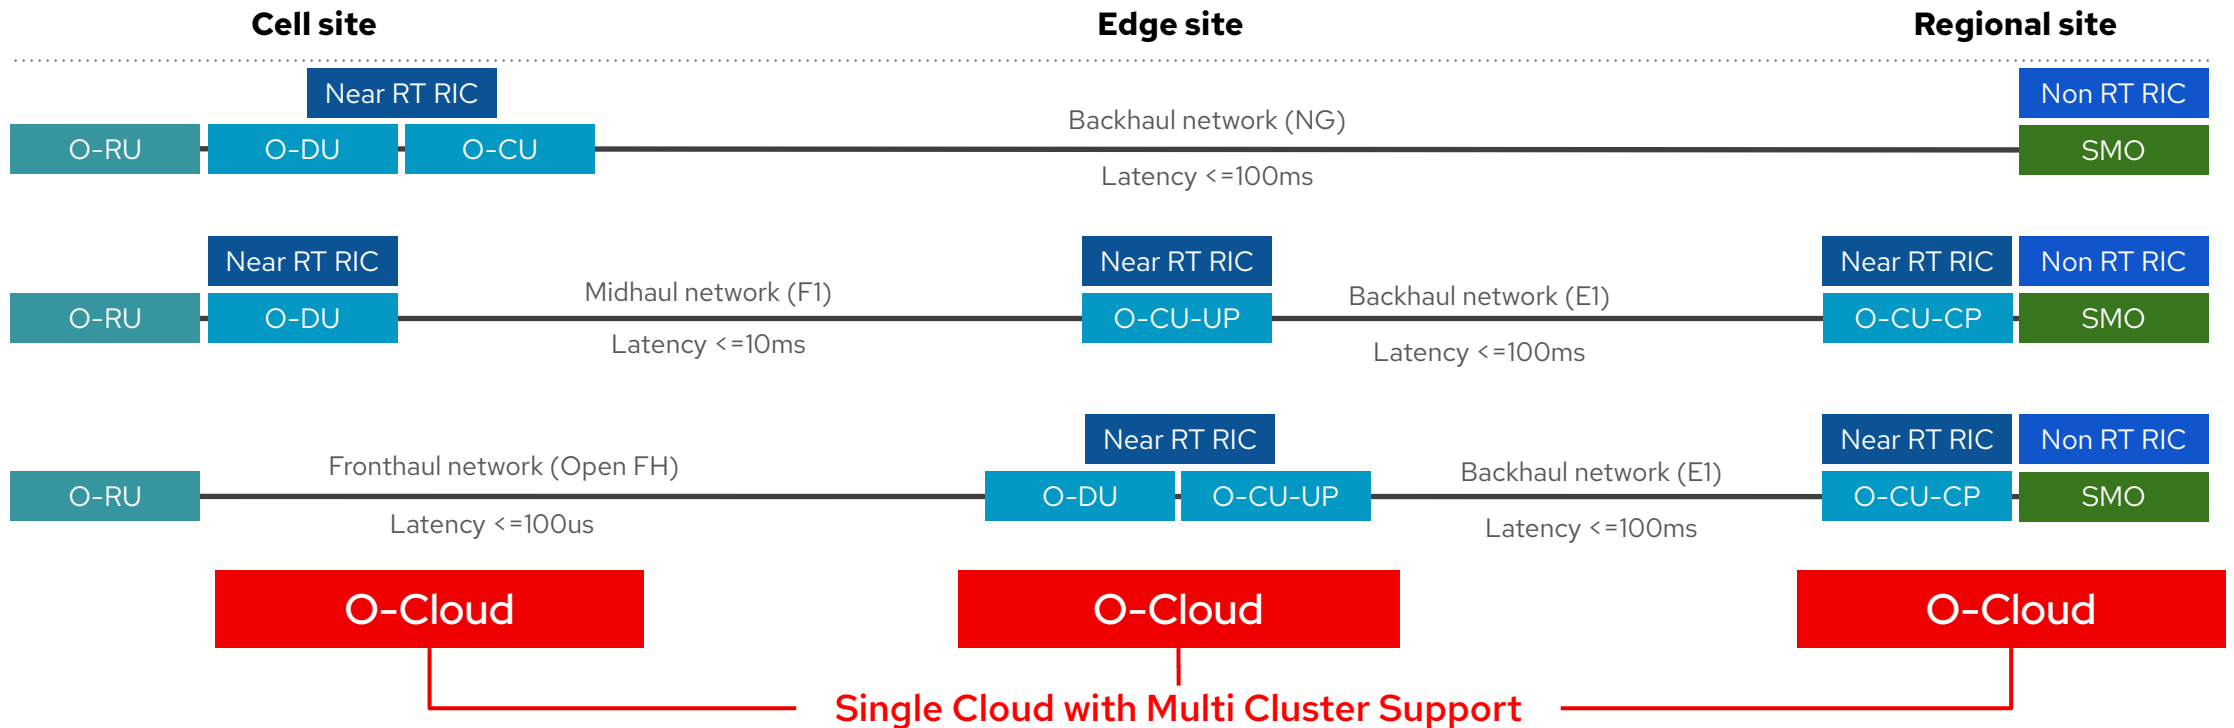 Cell site
Edge site
Regional site
Near RT RIC
Non RT RIC
O-RU
O-DU
O-CU
Backhaul network (NG)
Latency <=100ms
SMO
Near RT RIC
Near RT RIC
Near RT RIC
Non RT RIC
O-RU
O-DU
Midhaul network (F1)
Latency <=10ms
O-CU-UP
Backhaul network (E1)
Latency <=100ms
O-CU-CP
SMO
Near RT RIC
Near RT RIC
Non RT RIC
O-RU
Fronthaul network (Open FH)
Latency <=100us
O-DU
O-CU-UP
Backhaul network (E1)
Latency <=100ms
O-CU-CP
SMO
O-Cloud
O-Cloud
O-Cloud
Single Cloud with Multi Cluster Support